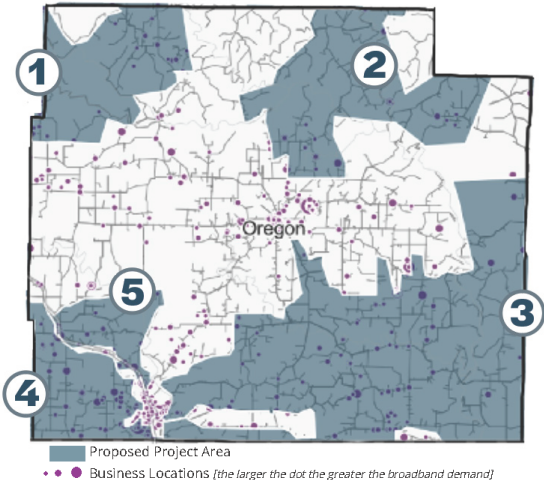 1
2
Oregon
5
3
4
Proposed Project Area
Business Locations [the larger the dot the greater the broadband demand]